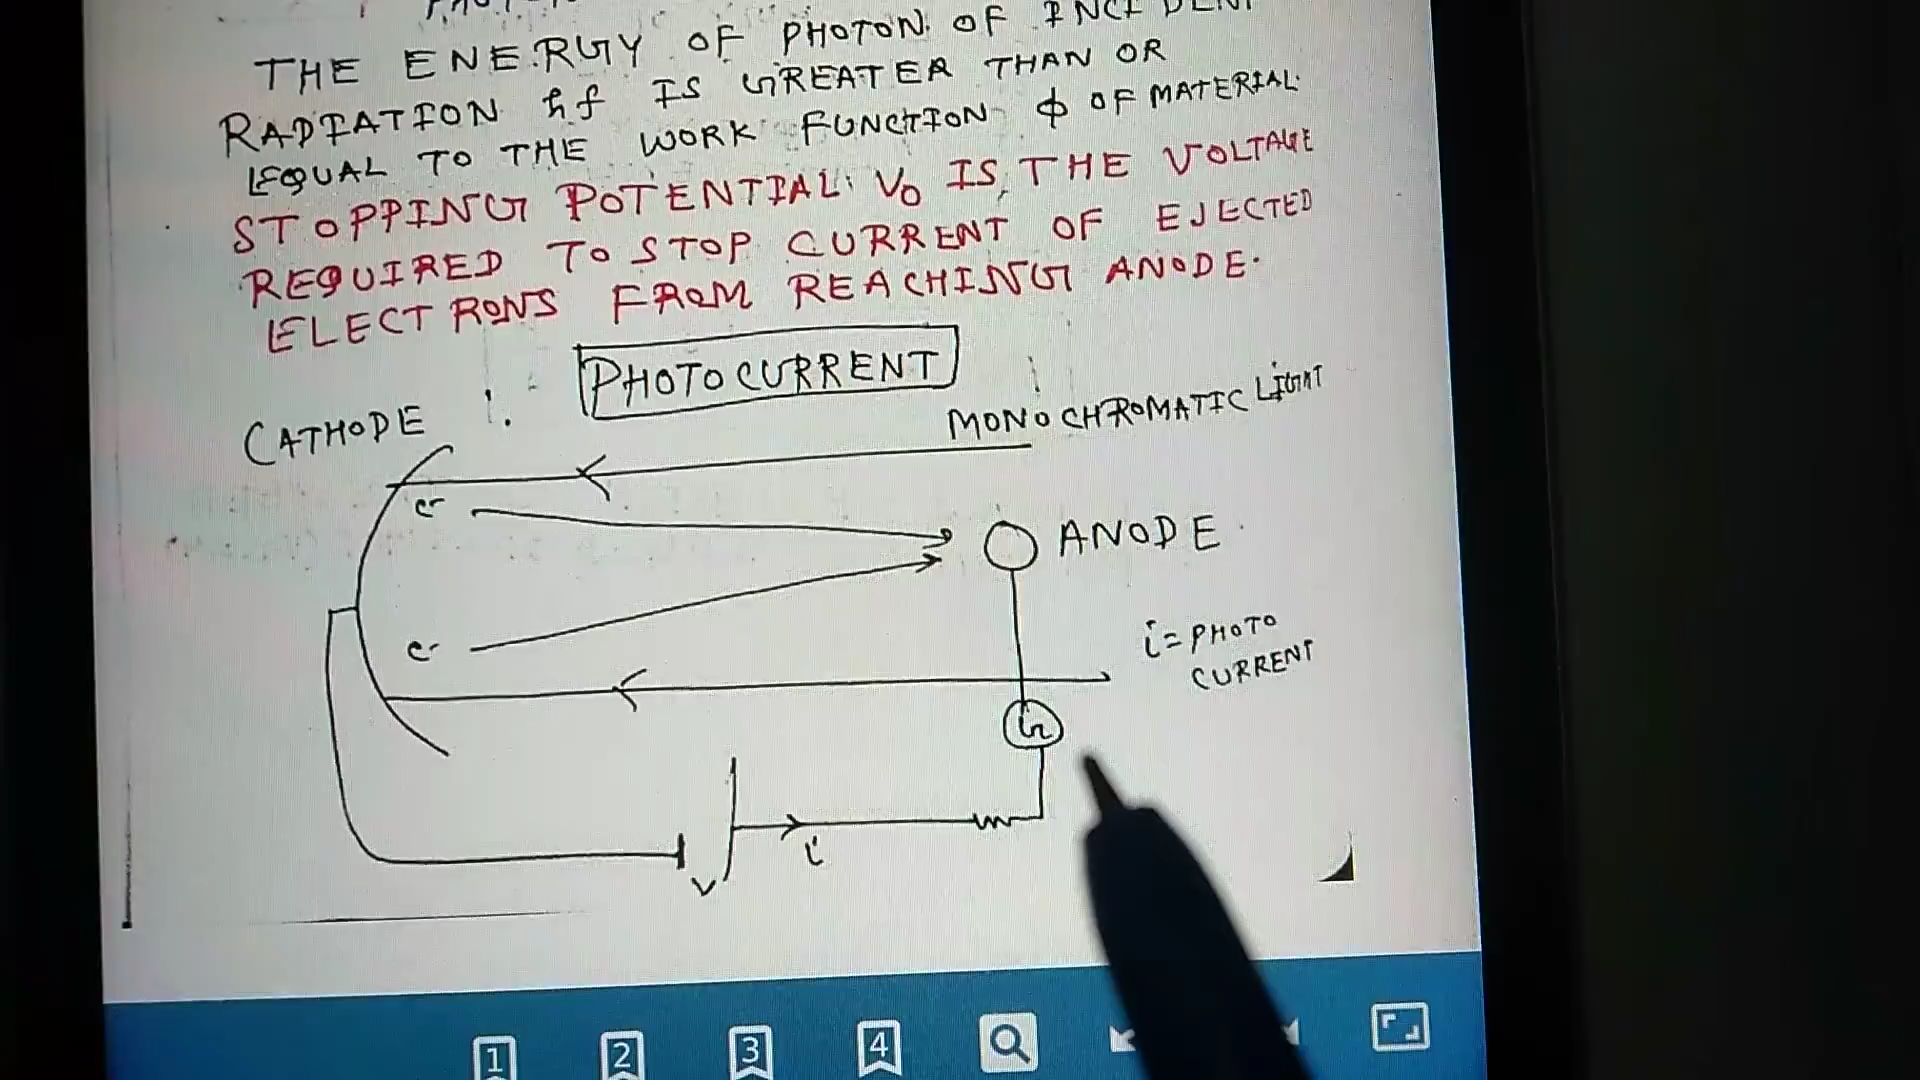 THE ENERGY OF PHOTON OF INCIDENT
RADIATION hf IS GREATER THAN OR
EQUAL TO THE WORK FUNCTION ϕ OF MATERIAL
STOPPING POTENTIAL V₀ IS THE VOLTAGE
REQUIRED TO STOP CURRENT OF EJECTED
ELECTRONS FROM REACHING ANODE.
PHOTOCURRENT
CATHODE
MONOCHROMATIC LIGHT
e-
ANODE
e-
i = PHOTO
CURRENT
G
i
V
1 2 3 4